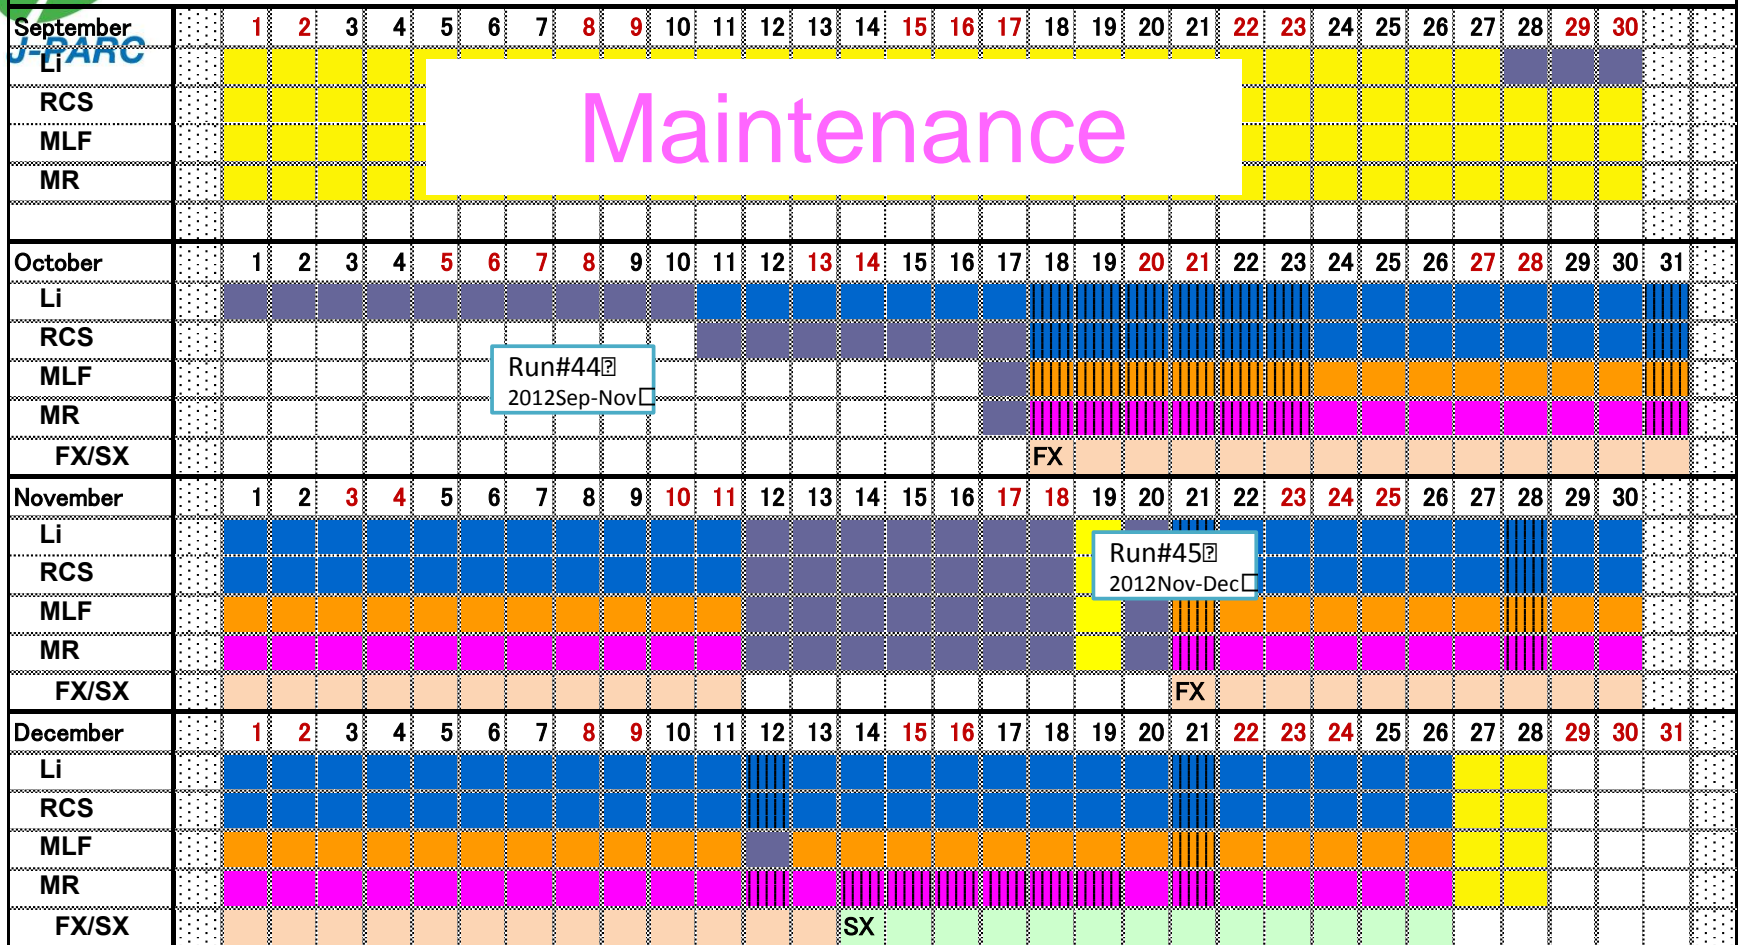 September 1 2 3 4 5 6 7 8 9 10 11 12 13 14 15 16 17 18 19 20 21 22 23 24 25 26 27 28 29 30
J-PARC
Li
RCS
MLF
MR
Maintenance
October 1 2 3 4 5 6 7 8 9 10 11 12 13 14 15 16 17 18 19 20 21 22 23 24 25 26 27 28 29 30 31
Li
RCS
MLF
MR
Run#44
2012Sep-Nov
FX/SX FX
November 1 2 3 4 5 6 7 8 9 10 11 12 13 14 15 16 17 18 19 20 21 22 23 24 25 26 27 28 29 30
Li
RCS
MLF
MR
Run#45
2012Nov-Dec
FX/SX FX
December 1 2 3 4 5 6 7 8 9 10 11 12 13 14 15 16 17 18 19 20 21 22 23 24 25 26 27 28 29 30 31
Li
RCS
MLF
MR
FX/SX SX